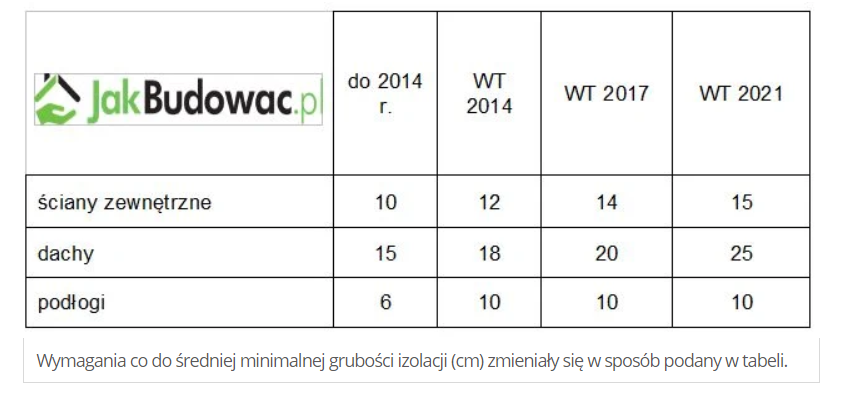 JakBudowac.pl
do 2014
r.
WT
2014
WT 2017
WT 2021
ściany zewnętrzne 10 12 14 15
dachy 15 18 20 25
podłogi 6 10 10 10
Wymagania co do średniej minimalnej grubości izolacji (cm) zmieniały się w sposób podany w tabeli.